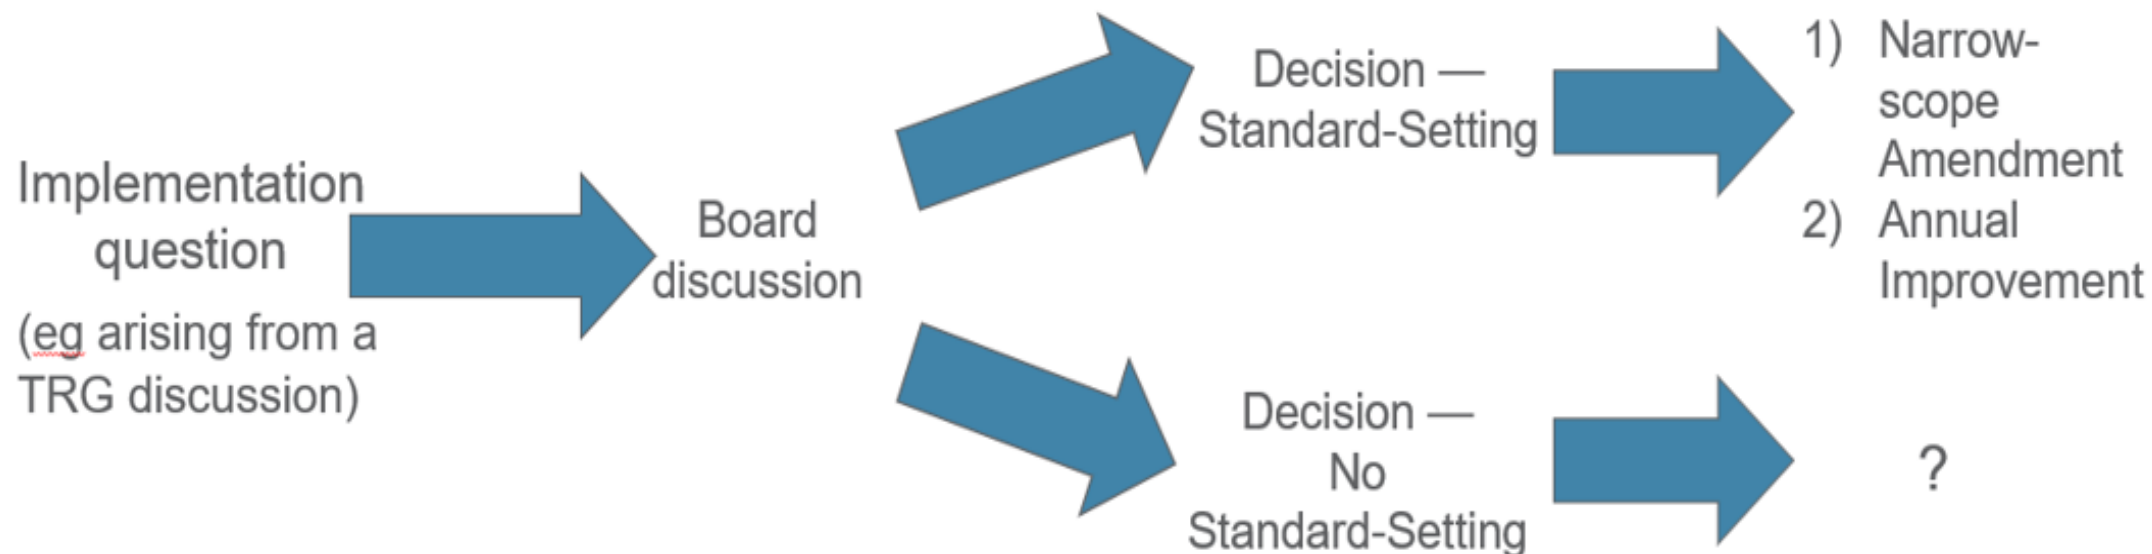 Implementation
question
(eg arising from a
TRG discussion)
Board
discussion
Decision —
Standard-Setting
1) Narrow-
scope
Amendment
2) Annual
Improvement
Decision —
No
Standard-Setting
?